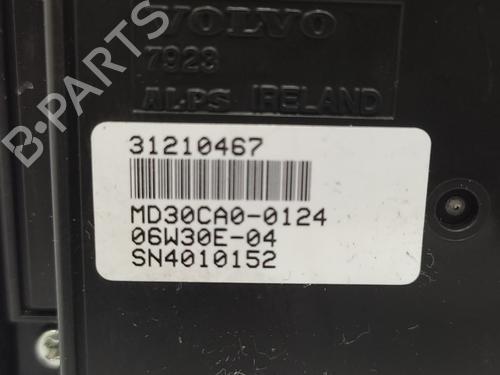 VOLVO
7923
ALPS IRELAND
31210467
MD30CA0-0124
06W30E-04
SN4010152
B-PARTS